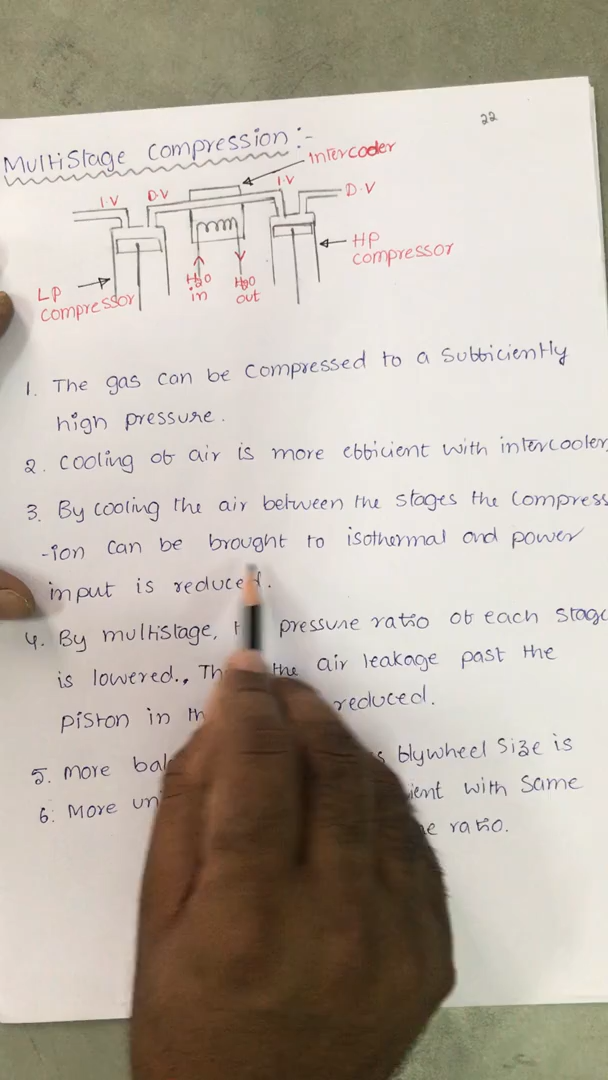 22
Multistage compression:-
Intercooler
I.V D.V I.V D.V
HP
compressor
LP
compressor
H2O
in
H2O
out
1. The gas can be compressed to a sufficiently
high pressure.
2. Cooling of air is more efficient with intercooler
3. By cooling the air between the stages the compress
-ion can be brought to isothermal and power
input is reduced.
4. By multistage, pressure ratio of each stage
is lowered., the air leakage past the
piston in reduced.
5. More flywheel size is
6. More with same
ratio.